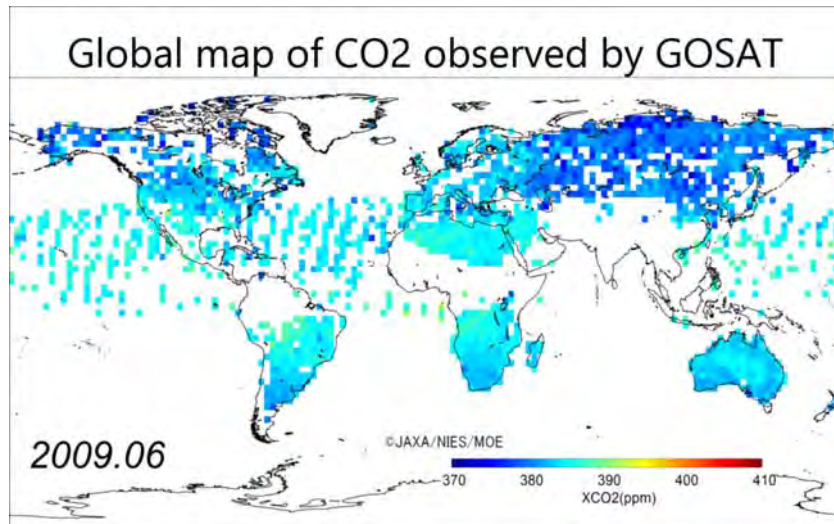 Global map of CO2 observed by GOSAT
©JAXA/NIES/MOE
2009.06
370 380 390 400 410
XCO2(ppm)